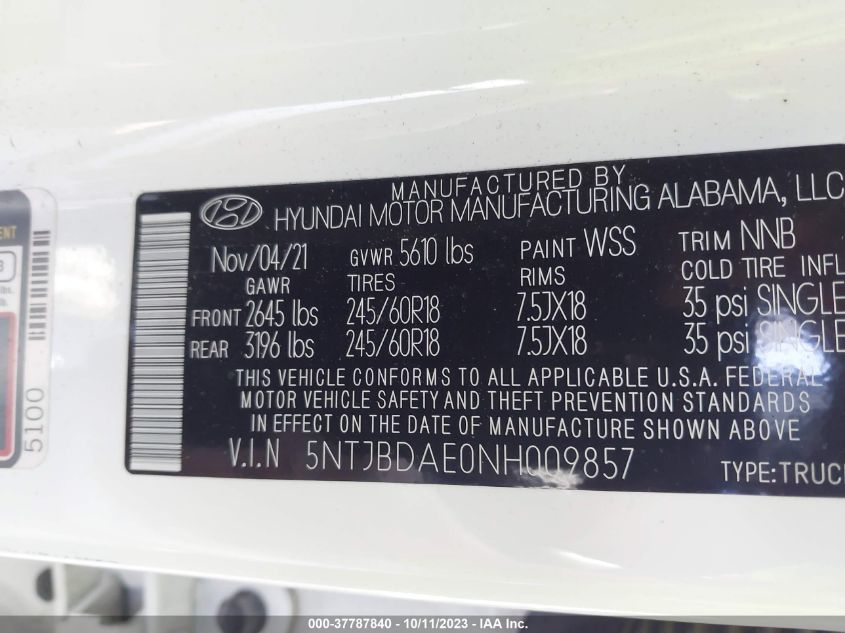 MANUFACTURED BY
HYUNDAI MOTOR MANUFACTURING ALABAMA, LLC
Nov/04/21 GVWR 5610 lbs PAINT WSS TRIM NNB
GAWR TIRES RIMS COLD TIRE INFL
FRONT 2645 lbs 245/60R18 7.5JX18 35 psi SINGLE
REAR 3196 lbs 245/60R18 7.5JX18 35 psi SINGLE
THIS VEHICLE CONFORMS TO ALL APPLICABLE U.S.A. FEDERAL
MOTOR VEHICLE SAFETY AND THEFT PREVENTION STANDARDS
IN EFFECT ON THE DATE OF MANUFACTURE SHOWN ABOVE
V.I.N 5NTJBDAE0NH009857 TYPE:TRUCK
5100
000-37787840 - 10/11/2023 - IAA Inc.